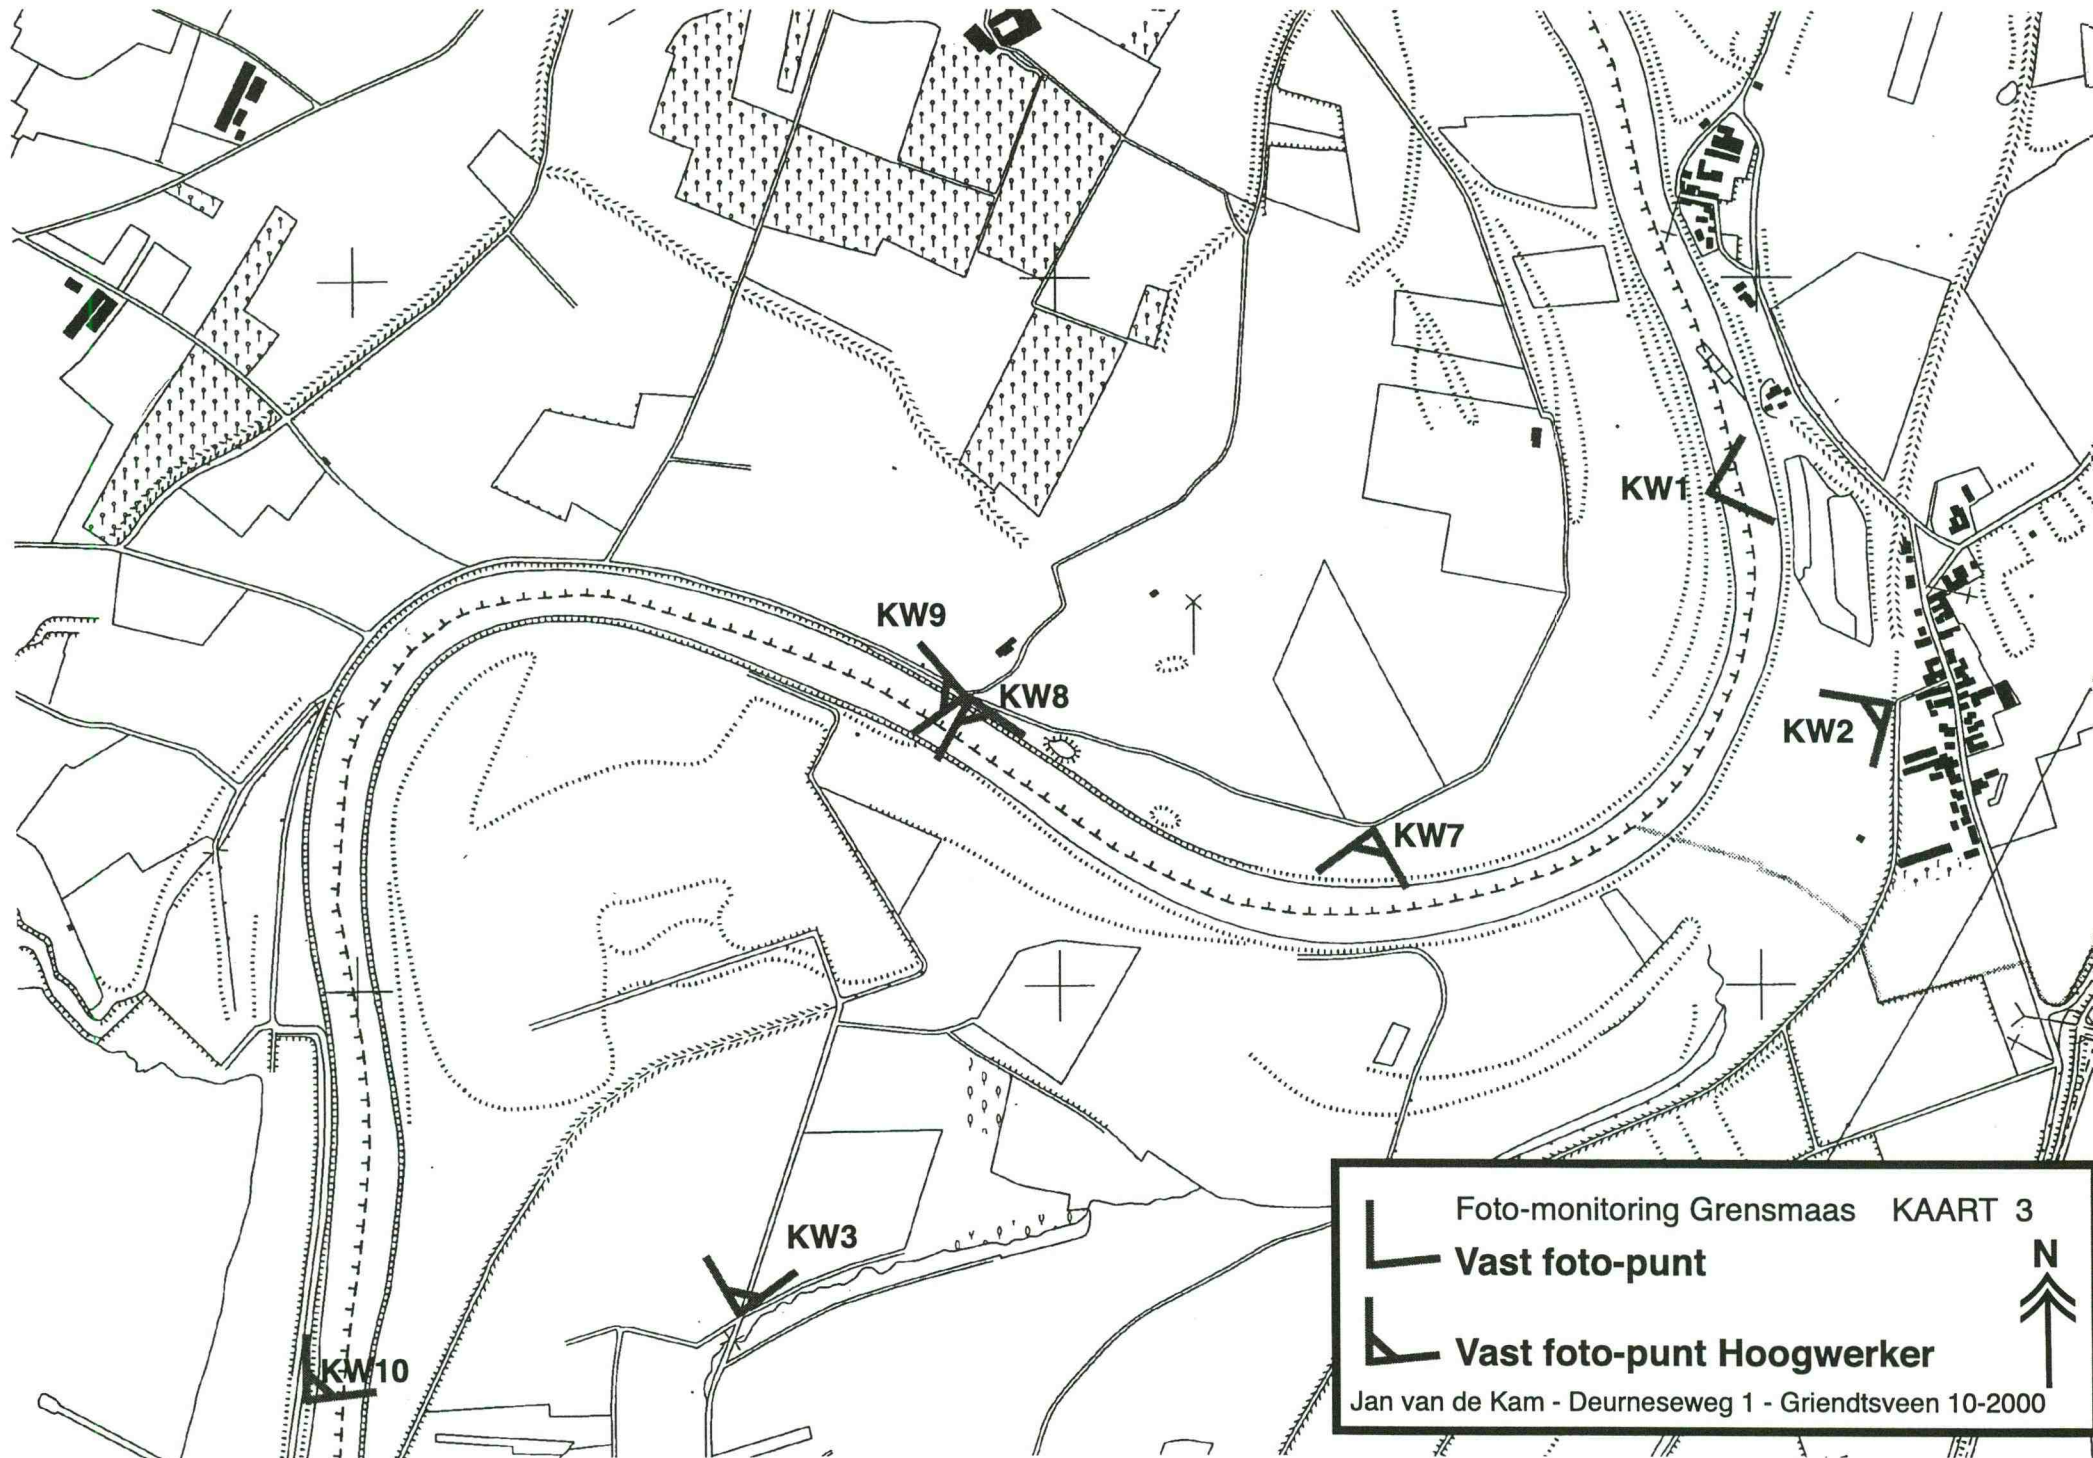 KW1
KW9
KW8
KW2
KW7
KW3
KW10
Foto-monitoring Grensmaas KAART 3
N
Vast foto-punt
Vast foto-punt Hoogwerker
Jan van de Kam - Deurneseweg 1 - Griendtsveen 10-2000